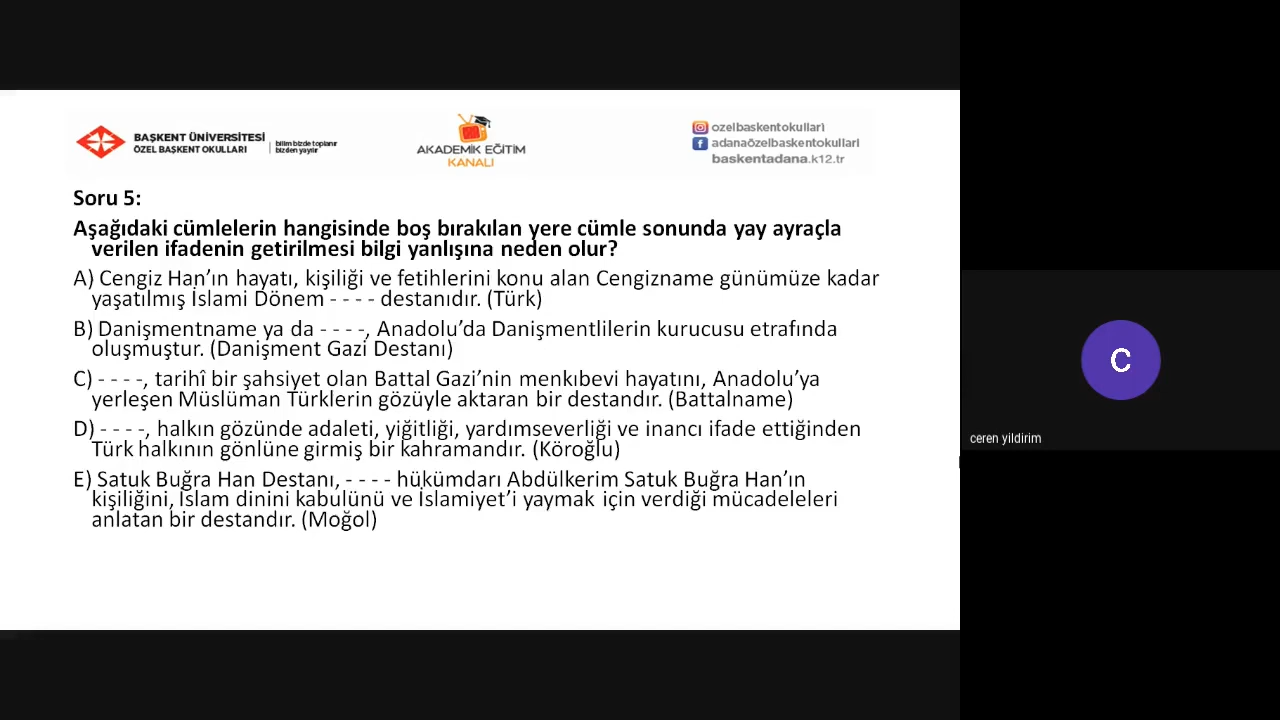 BAŞKENT ÜNİVERSİTESİ
ÖZEL BAŞKENT OKULLARI
bilim bizde toplanır
bizden yayılır
AKADEMİK EĞİTİM
KANALI
ozelbaskentokullari
adanaözelbaskentokullari
baskentadana.k12.tr
Soru 5:
Aşağıdaki cümlelerin hangisinde boş bırakılan yere cümle sonunda yay ayraçla
verilen ifadenin getirilmesi bilgi yanlışına neden olur?
A) Cengiz Han’ın hayatı, kişiliği ve fetihlerini konu alan Cengizname günümüze kadar
yaşatılmış İslami Dönem - - - - destanıdır. (Türk)
B) Danişmentname ya da - - - -, Anadolu’da Danişmentlilerin kurucusu etrafında
oluşmuştur. (Danişment Gazi Destanı)
C) - - - -, tarihî bir şahsiyet olan Battal Gazi’nin menkıbevi hayatını, Anadolu’ya
yerleşen Müslüman Türklerin gözüyle aktaran bir destandır. (Battalname)
D) - - - -, halkın gözünde adaleti, yiğitliği, yardımseverliği ve inancı ifade ettiğinden
Türk halkının gönlüne girmiş bir kahramandır. (Köroğlu)
E) Satuk Buğra Han Destanı, - - - - hükümdarı Abdülkerim Satuk Buğra Han’ın
kişiliğini, İslam dinini kabulünü ve İslamiyet’i yaymak için verdiği mücadeleleri
anlatan bir destandır. (Moğol)
C
ceren yildirim